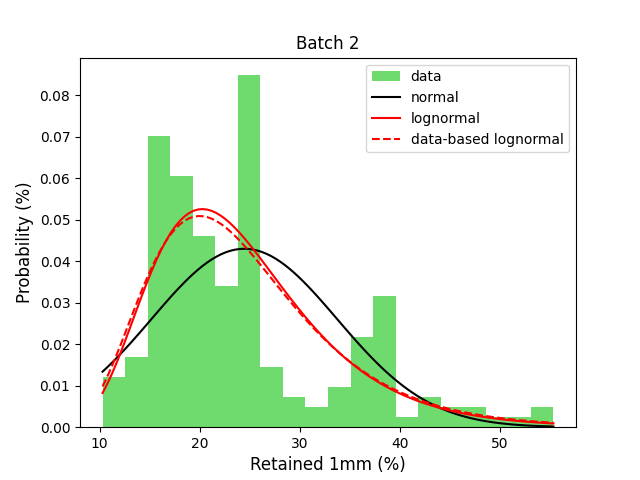 Batch 2
data
normal
lognormal
data-based lognormal
Probability (%)
0.08
0.07
0.06
0.05
0.04
0.03
0.02
0.01
0.00
10 20 30 40 50
Retained 1mm (%)